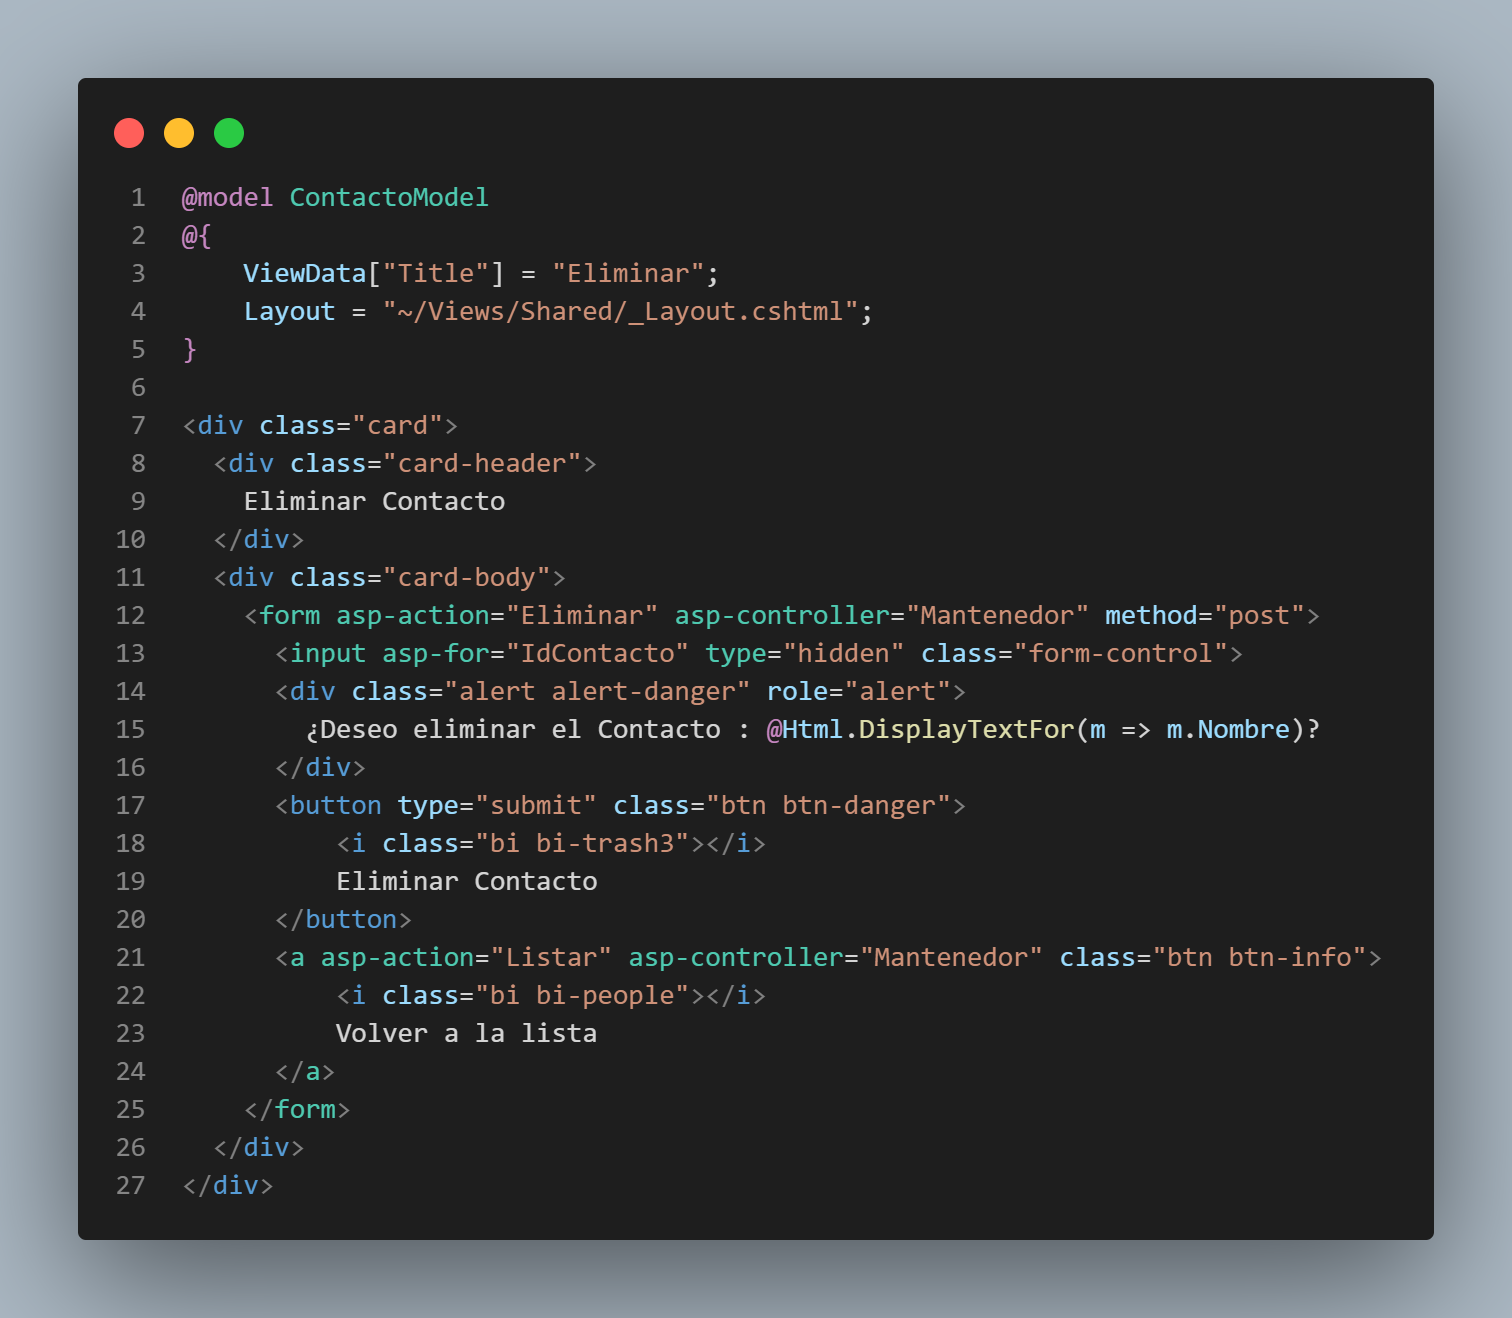 1 @model ContactoModel
2 @{
3     ViewData["Title"] = "Eliminar";
4     Layout = "~/Views/Shared/_Layout.cshtml";
5 }
6
7 <div class="card">
8   <div class="card-header">
9     Eliminar Contacto
10   </div>
11   <div class="card-body">
12     <form asp-action="Eliminar" asp-controller="Mantenedor" method="post">
13       <input asp-for="IdContacto" type="hidden" class="form-control">
14       <div class="alert alert-danger" role="alert">
15         ¿Deseo eliminar el Contacto : @Html.DisplayTextFor(m => m.Nombre)?
16       </div>
17       <button type="submit" class="btn btn-danger">
18           <i class="bi bi-trash3"></i>
19           Eliminar Contacto
20       </button>
21       <a asp-action="Listar" asp-controller="Mantenedor" class="btn btn-info">
22           <i class="bi bi-people"></i>
23           Volver a la lista
24       </a>
25     </form>
26   </div>
27 </div>